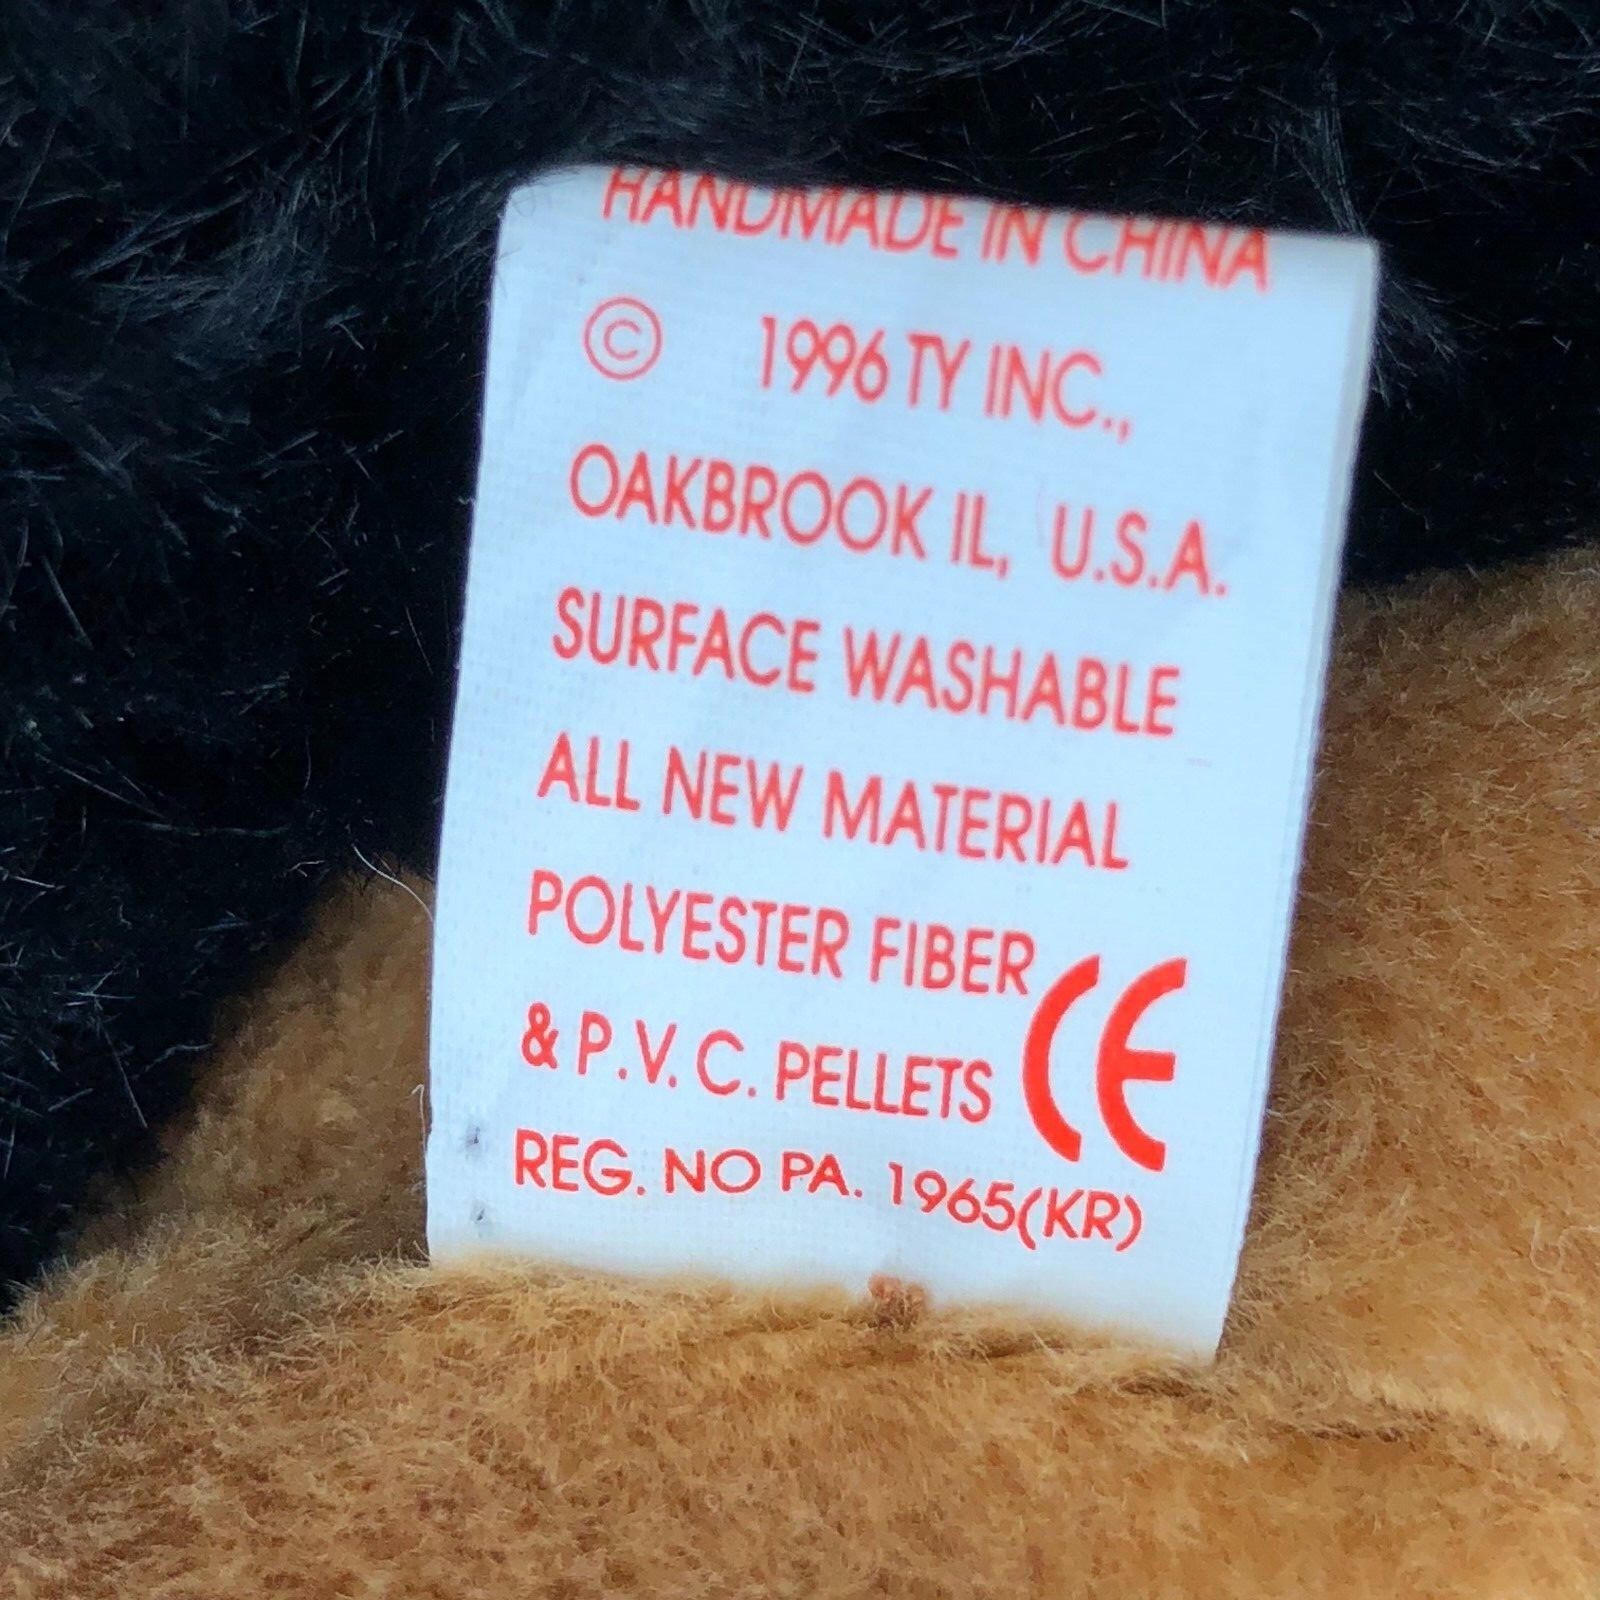 HANDMADE IN CHINA
© 1996 TY INC.,
OAKBROOK IL, U.S.A.
SURFACE WASHABLE
ALL NEW MATERIAL
POLYESTER FIBER
& P.V.C. PELLETS CE
REG. NO PA. 1965(KR)